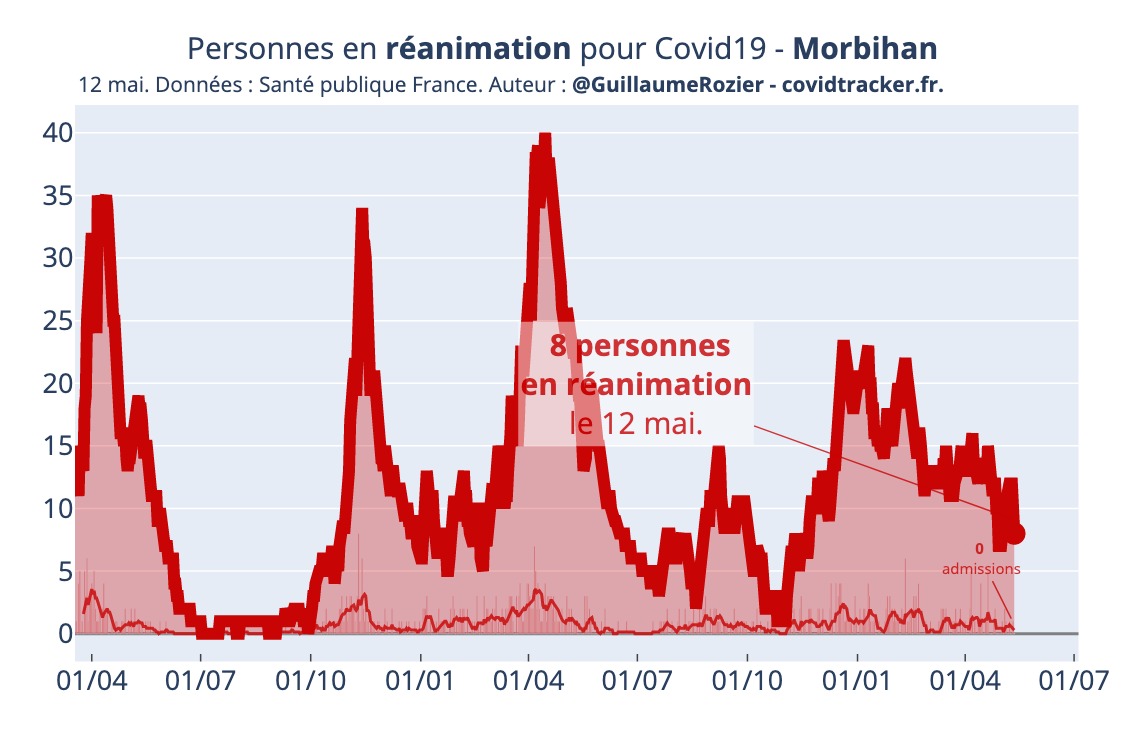 Personnes en réanimation pour Covid19 - Morbihan
12 mai. Données : Santé publique France. Auteur : @GuillaumeRozier - covidtracker.fr.
40
35
30
25
20
15
10
5
0
8 personnes
en réanimation
le 12 mai.
0
admissions
01/04 01/07 01/10 01/01 01/04 01/07 01/10 01/01 01/04 01/07